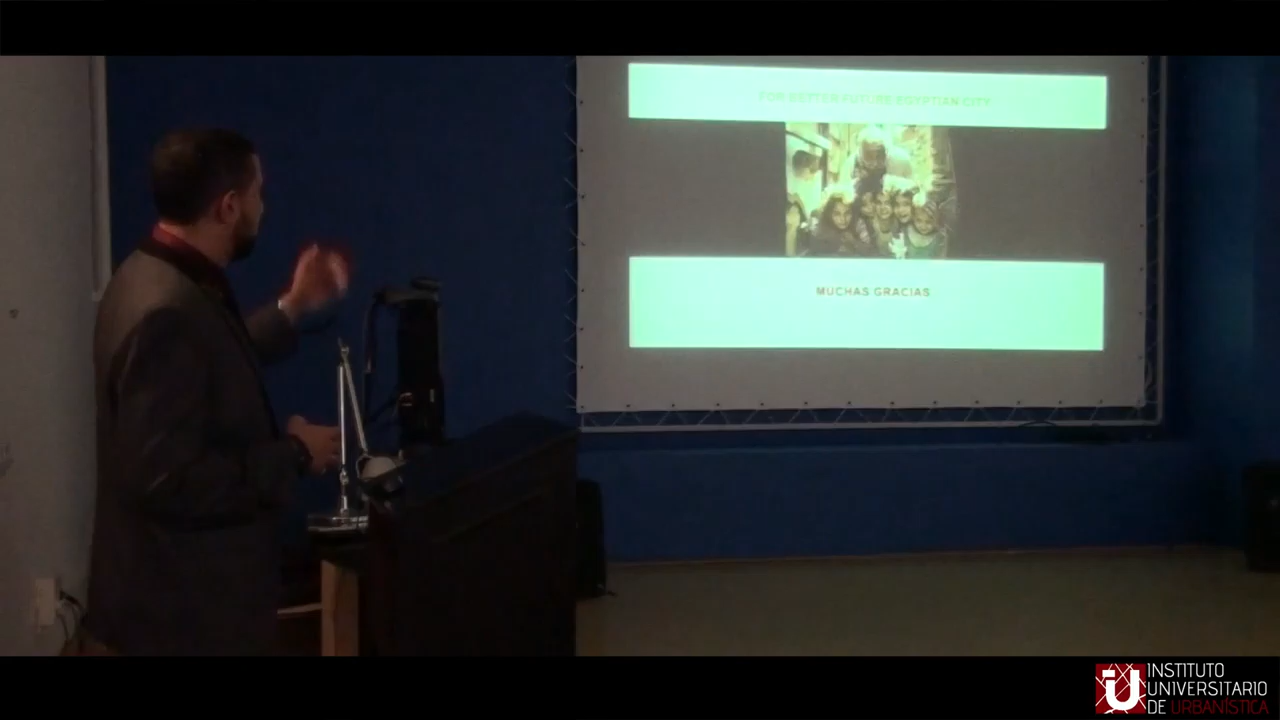 FOR BETTER FUTURE EGYPTIAN CITY
MUCHAS GRACIAS
INSTITUTO
UNIVERSITARIO
DE URBANÍSTICA